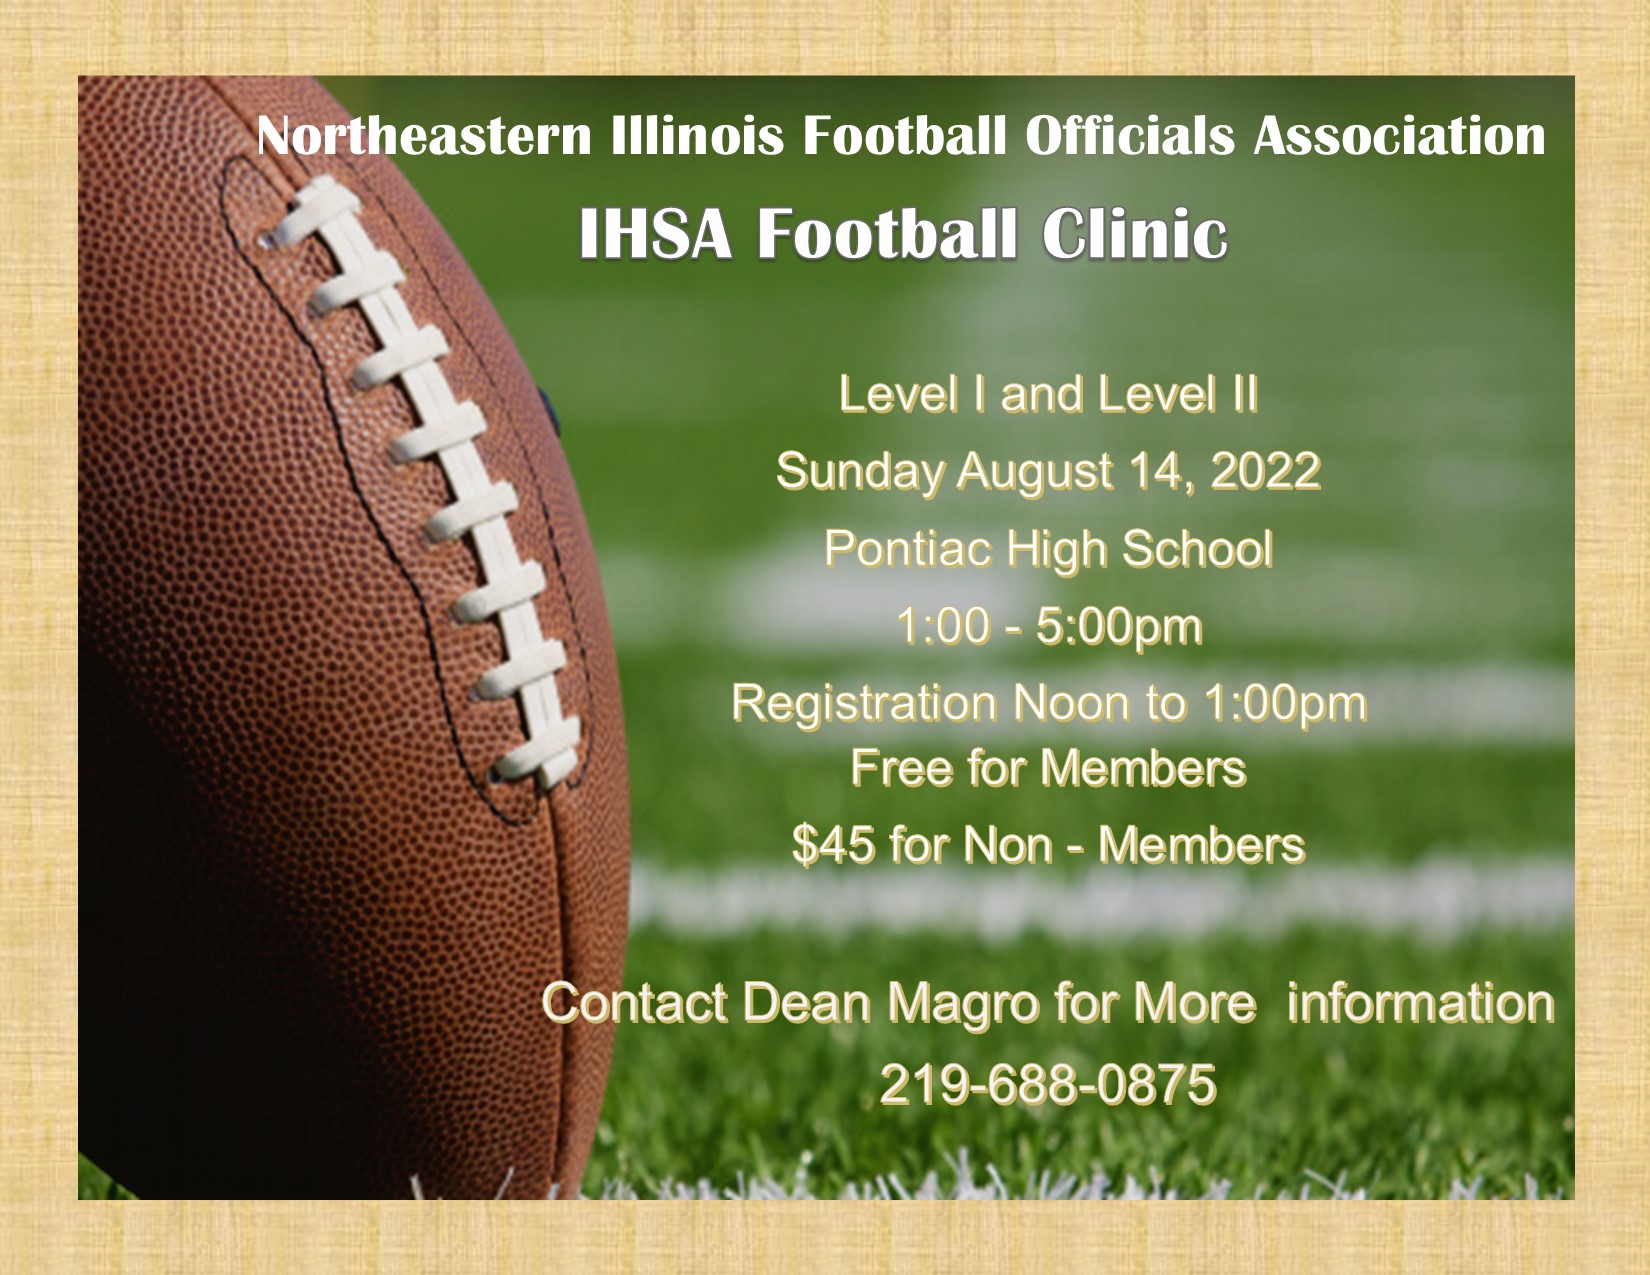 Northeastern Illinois Football Officials Association
IHSA Football Clinic
Level I and Level II
Sunday August 14, 2022
Pontiac High School
1:00 - 5:00pm
Registration Noon to 1:00pm
Free for Members
$45 for Non - Members
Contact Dean Magro for More  information
219-688-0875